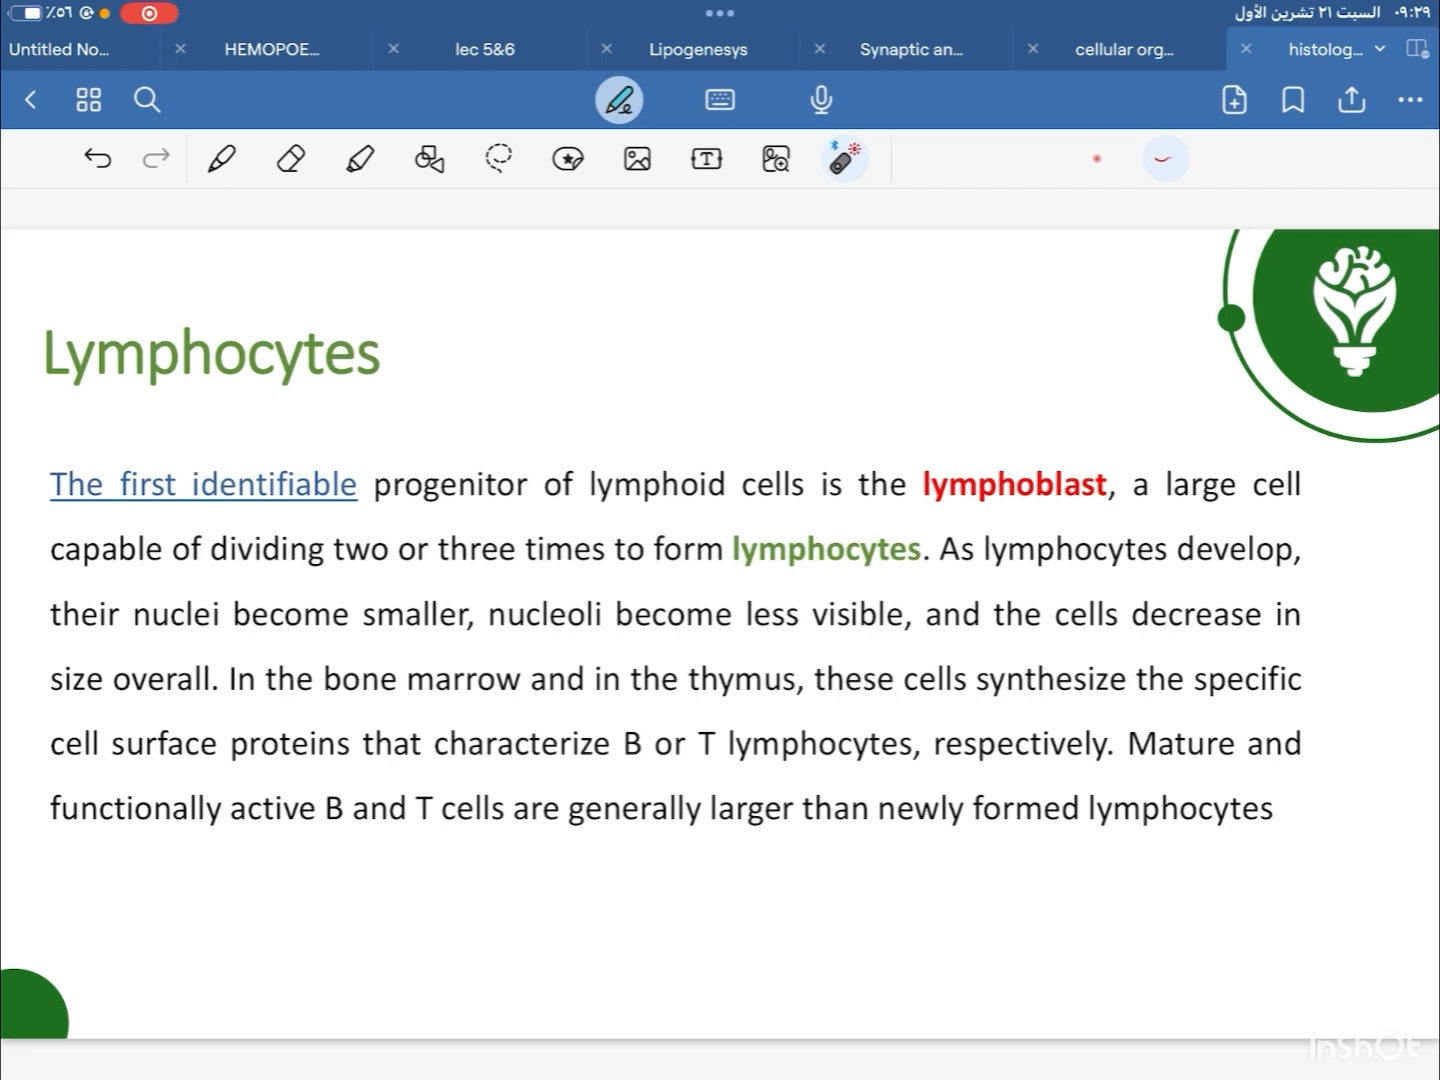 ٪٥٦
السبت ٢١ تشرين الأول ٠٩:٢٩
Untitled No...
HEMOPOE...
lec 5&6
Lipogenesys
Synaptic an...
cellular org...
histolog...
Lymphocytes
The first identifiable progenitor of lymphoid cells is the lymphoblast, a large cell
capable of dividing two or three times to form lymphocytes. As lymphocytes develop,
their nuclei become smaller, nucleoli become less visible, and the cells decrease in
size overall. In the bone marrow and in the thymus, these cells synthesize the specific
cell surface proteins that characterize B or T lymphocytes, respectively. Mature and
functionally active B and T cells are generally larger than newly formed lymphocytes
InShOt